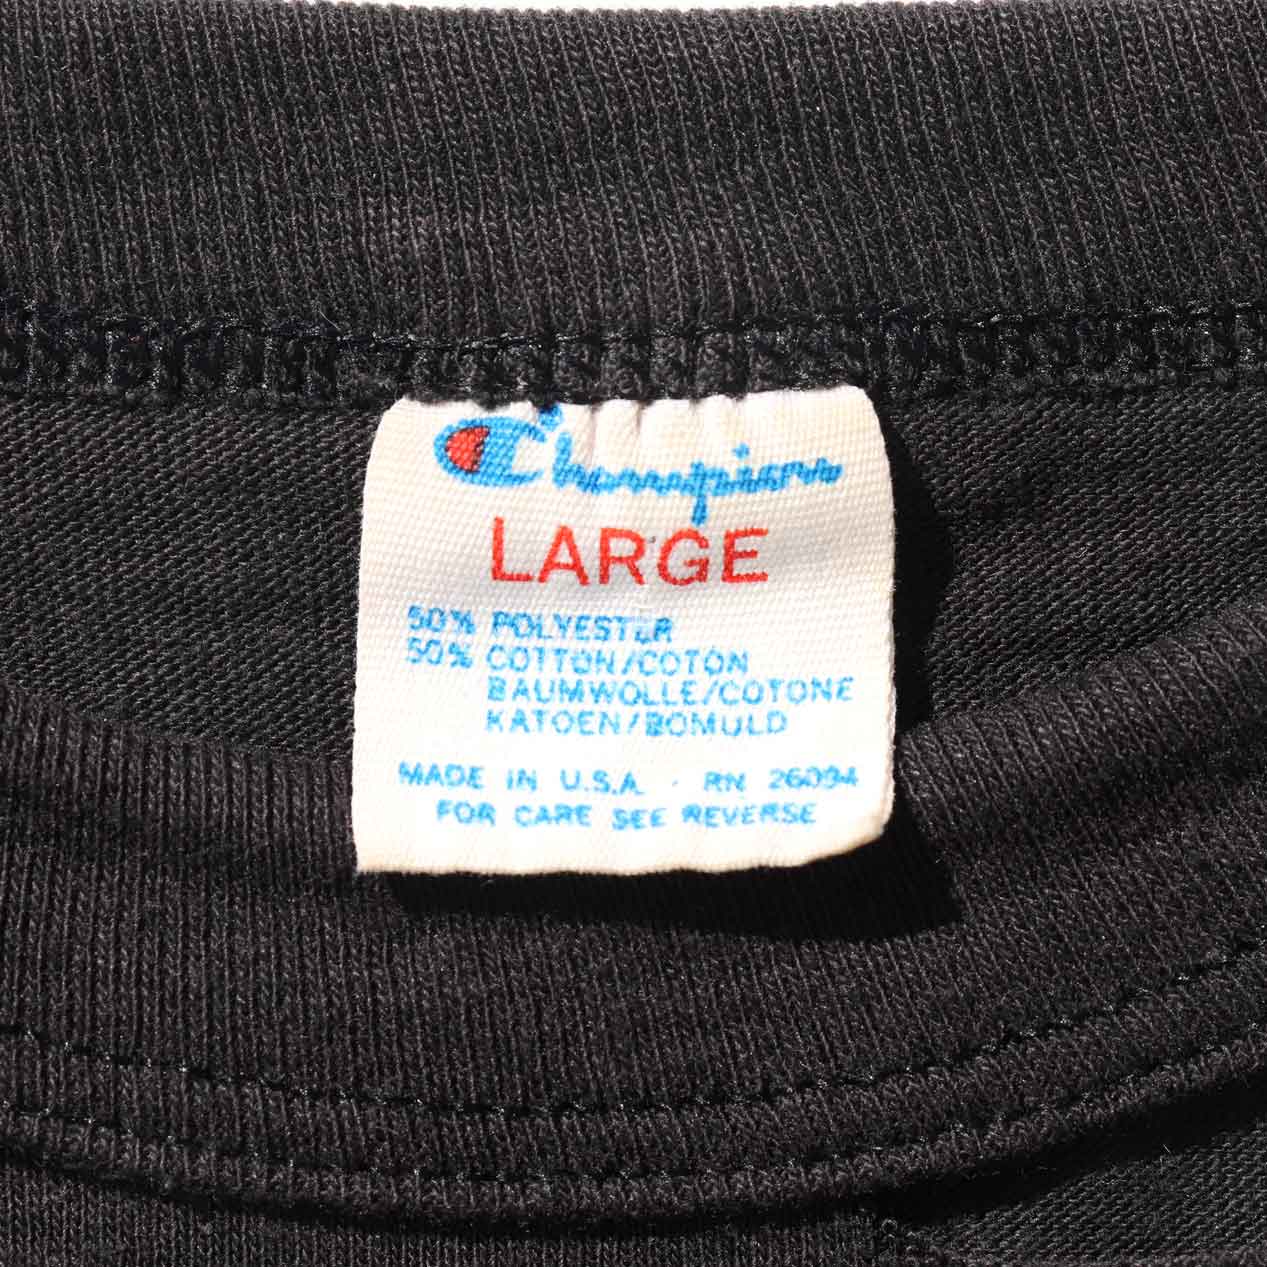 Champion
LARGE
50% POLYESTER
50% COTTON/COTON
BAUMWOLLE/COTONE
KATOEN/BOMULD
MADE IN U.S.A. · RN 26094
FOR CARE SEE REVERSE